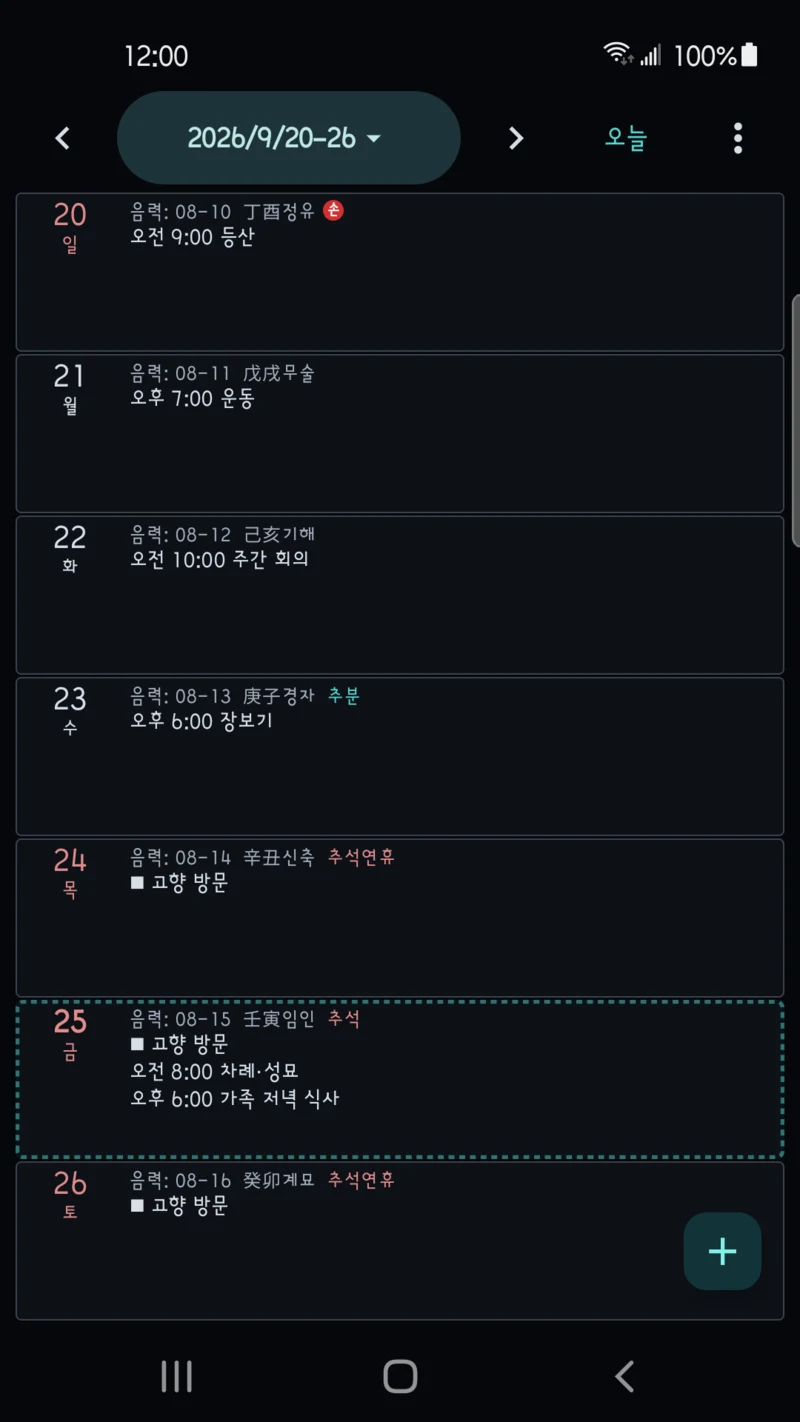 12:00 100%
2026/9/20-26 오늘
20 음력: 08-10 丁酉정유 손
일 오전 9:00 등산
21 음력: 08-11 戊戌무술
월 오후 7:00 운동
22 음력: 08-12 己亥기해
화 오전 10:00 주간 회의
23 음력: 08-13 庚子경자 추분
수 오후 6:00 장보기
24 음력: 08-14 辛丑신축 추석연휴
목 ■ 고향 방문
25 음력: 08-15 壬寅임인 추석
금 ■ 고향 방문
오전 8:00 차례·성묘
오후 6:00 가족 저녁 식사
26 음력: 08-16 癸卯계묘 추석연휴
토 ■ 고향 방문